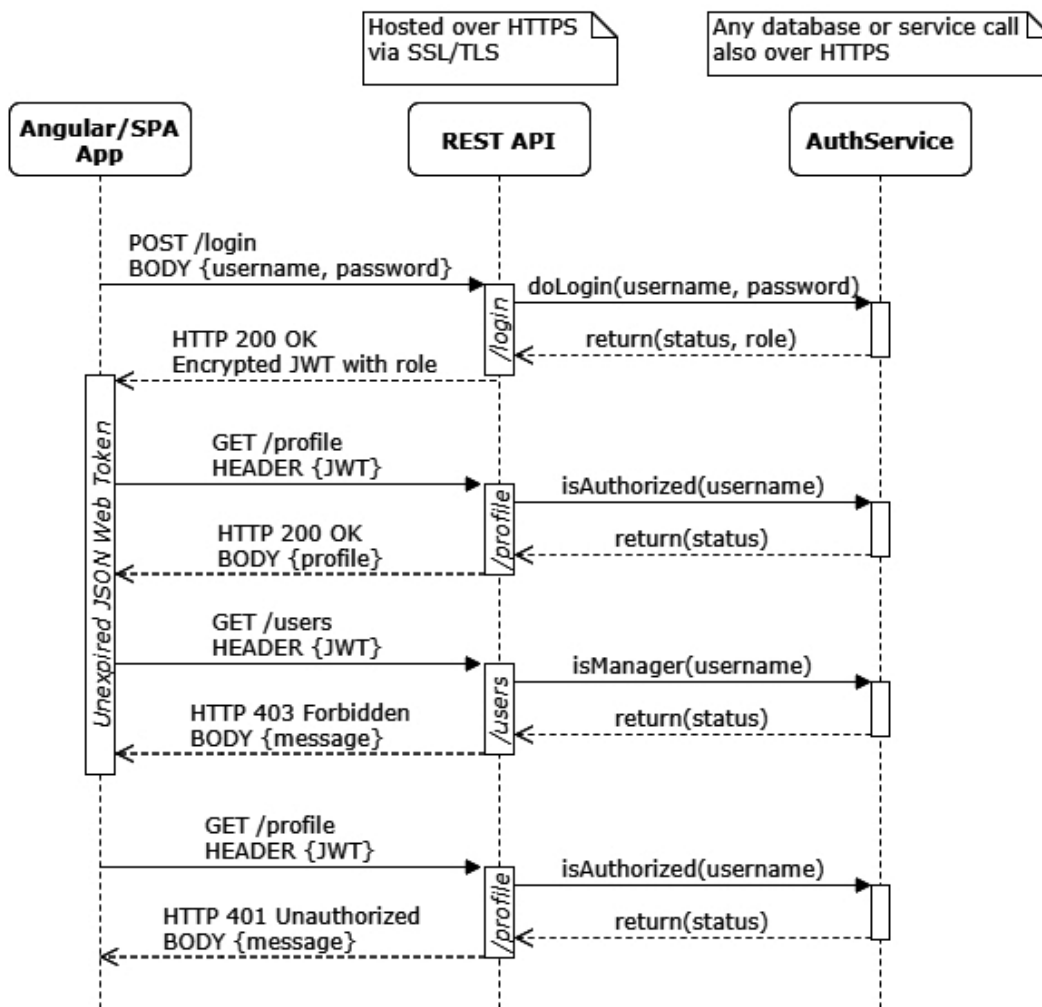 Hosted over HTTPS
via SSL/TLS
Any database or service call
also over HTTPS
Angular/SPA
App
REST API
AuthService
POST /login
BODY {username, password}
doLogin(username, password)
/login
return(status, role)
HTTP 200 OK
Encrypted JWT with role
Unexpired JSON Web Token
GET /profile
HEADER {JWT}
isAuthorized(username)
/profile
return(status)
HTTP 200 OK
BODY {profile}
GET /users
HEADER {JWT}
isManager(username)
/users
return(status)
HTTP 403 Forbidden
BODY {message}
GET /profile
HEADER {JWT}
isAuthorized(username)
/profile
return(status)
HTTP 401 Unauthorized
BODY {message}